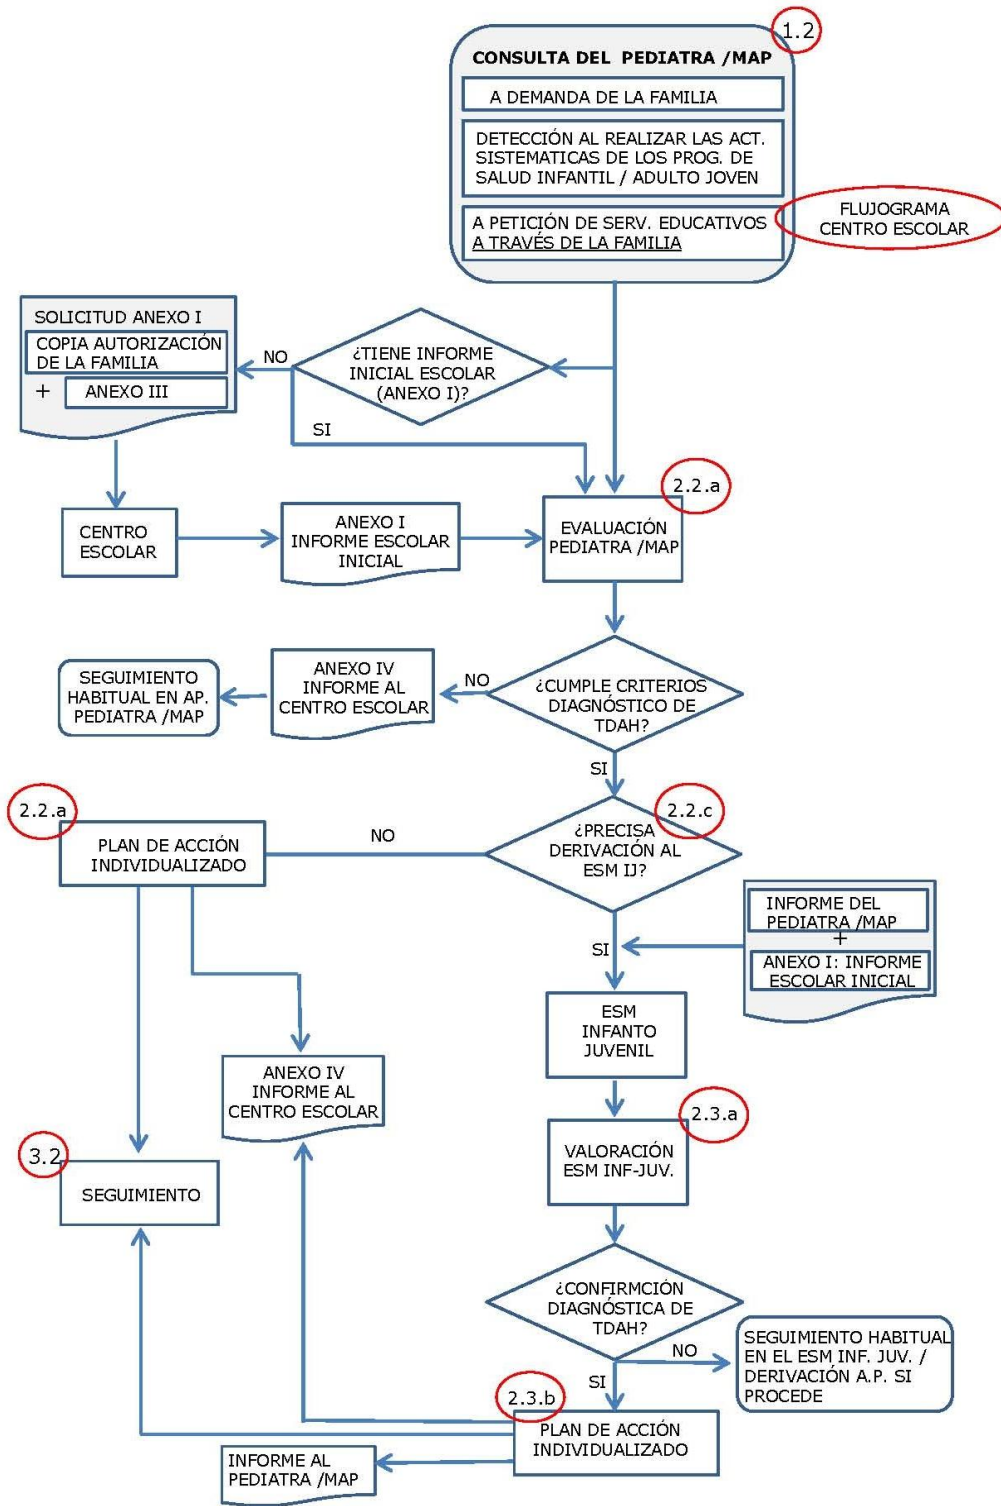 1.2
CONSULTA DEL PEDIATRA /MAP
A DEMANDA DE LA FAMILIA
DETECCIÓN AL REALIZAR LAS ACT.
SISTEMATICAS DE LOS PROG. DE
SALUD INFANTIL / ADULTO JOVEN
A PETICIÓN DE SERV. EDUCATIVOS
A TRAVÉS DE LA FAMILIA
FLUJOGRAMA
CENTRO ESCOLAR
SOLICITUD ANEXO I
COPIA AUTORIZACIÓN
DE LA FAMILIA
+ ANEXO III
NO
¿TIENE INFORME
INICIAL ESCOLAR
(ANEXO I)?
SI
2.2.a
CENTRO
ESCOLAR
ANEXO I
INFORME ESCOLAR
INICIAL
EVALUACIÓN
PEDIATRA /MAP
SEGUIMIENTO
HABITUAL EN AP.
PEDIATRA /MAP
ANEXO IV
INFORME AL
CENTRO ESCOLAR
NO
¿CUMPLE CRITERIOS
DIAGNÓSTICO DE
TDAH?
SI
2.2.a
PLAN DE ACCIÓN
INDIVIDUALIZADO
NO
2.2.c
¿PRECISA
DERIVACIÓN AL
ESM IJ?
SI
INFORME DEL
PEDIATRA /MAP
+
ANEXO I: INFORME
ESCOLAR INICIAL
ESM
INFANTO
JUVENIL
ANEXO IV
INFORME AL
CENTRO ESCOLAR
2.3.a
VALORACIÓN
ESM INF-JUV.
3.2
SEGUIMIENTO
¿CONFIRMCIÓN
DIAGNÓSTICA DE
TDAH?
NO
SEGUIMIENTO HABITUAL
EN EL ESM INF. JUV. /
DERIVACIÓN A.P. SI
PROCEDE
SI
2.3.b
PLAN DE ACCIÓN
INDIVIDUALIZADO
INFORME AL
PEDIATRA /MAP